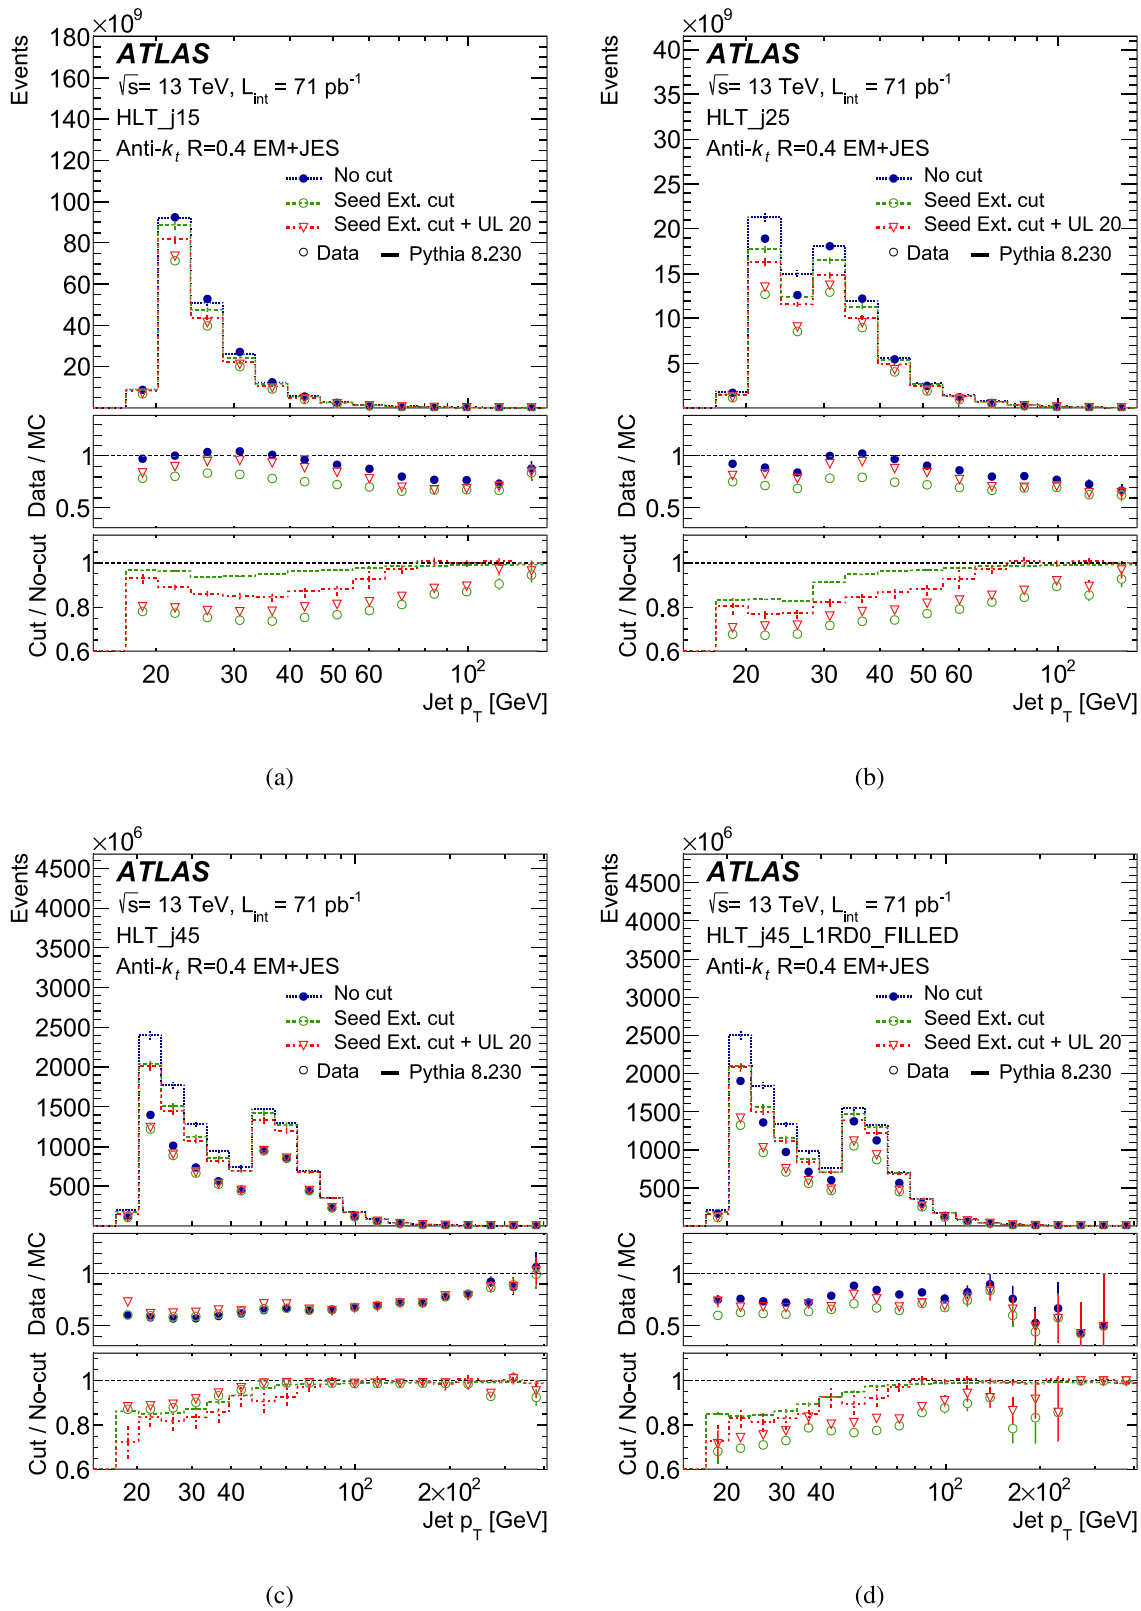 ×10⁹
Events
180
160
140
120
100
80
60
40
20
ATLAS
√s= 13 TeV, L_int = 71 pb⁻¹
HLT_j15
Anti-k_t R=0.4 EM+JES
No cut
Seed Ext. cut
Seed Ext. cut + UL 20
Data Pythia 8.230
Data / MC
1
0.5
Cut / No-cut
1
0.8
0.6
20 30 40 50 60 10²
Jet p_T [GeV]
(a)
×10⁹
Events
40
35
30
25
20
15
10
5
ATLAS
√s= 13 TeV, L_int = 71 pb⁻¹
HLT_j25
Anti-k_t R=0.4 EM+JES
No cut
Seed Ext. cut
Seed Ext. cut + UL 20
Data Pythia 8.230
Data / MC
1
0.5
Cut / No-cut
1
0.8
0.6
20 30 40 50 60 10²
Jet p_T [GeV]
(b)
×10⁶
Events
4500
4000
3500
3000
2500
2000
1500
1000
500
ATLAS
√s= 13 TeV, L_int = 71 pb⁻¹
HLT_j45
Anti-k_t R=0.4 EM+JES
No cut
Seed Ext. cut
Seed Ext. cut + UL 20
Data Pythia 8.230
Data / MC
1
0.5
Cut / No-cut
1
0.8
0.6
20 30 40 10² 2×10²
Jet p_T [GeV]
(c)
×10⁶
Events
4500
4000
3500
3000
2500
2000
1500
1000
500
ATLAS
√s= 13 TeV, L_int = 71 pb⁻¹
HLT_j45_L1RD0_FILLED
Anti-k_t R=0.4 EM+JES
No cut
Seed Ext. cut
Seed Ext. cut + UL 20
Data Pythia 8.230
Data / MC
1
0.5
Cut / No-cut
1
0.8
0.6
20 30 40 10² 2×10²
Jet p_T [GeV]
(d)